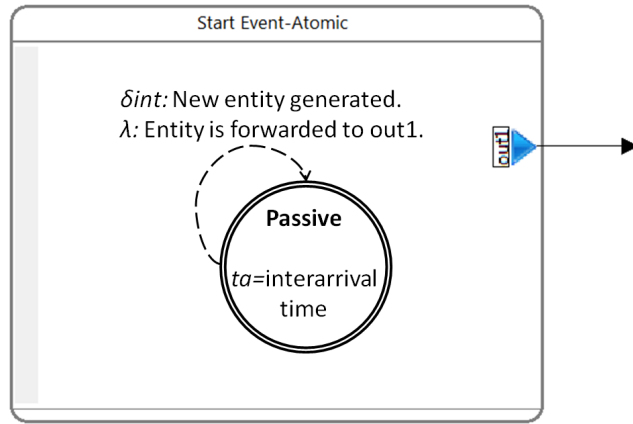 Start Event-Atomic
δint: New entity generated.
λ: Entity is forwarded to out1.
out1
Passive
ta=interarrival
time